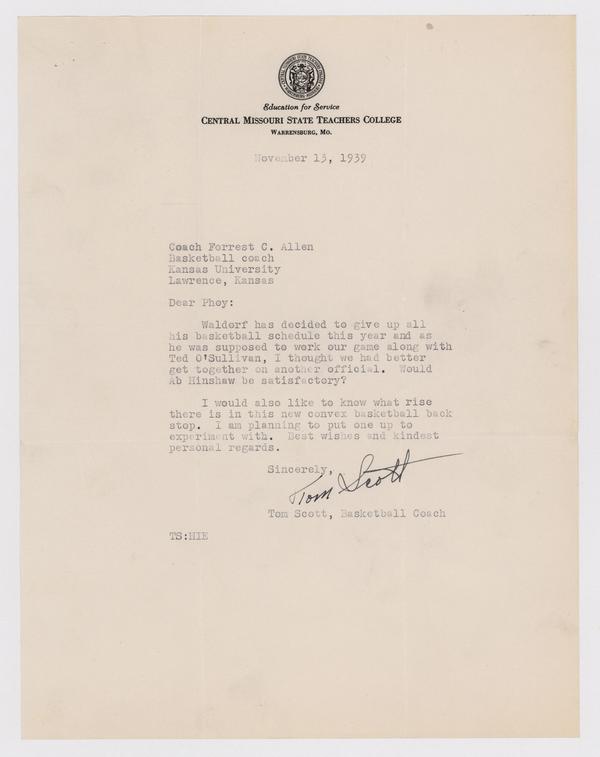 Education for Service
CENTRAL MISSOURI STATE TEACHERS COLLEGE
WARRENSBURG, MO.
November 13, 1939
Coach Forrest C. Allen
Basketball coach
Kansas University
Lawrence, Kansas
Dear Phoy:
Waldorf has decided to give up all
his basketball schedule this year and as
he was supposed to work our game along with
Ted O'Sullivan, I thought we had better
get together on another official. Would
Ab Hinshaw be satisfactory?
I would also like to know what rise
there is in this new convex basketball back
stop. I am planning to put one up to
experiment with. Best wishes and kindest
personal regards.
Sincerely,
Tom Scott
Tom Scott, Basketball Coach
TS:HIE